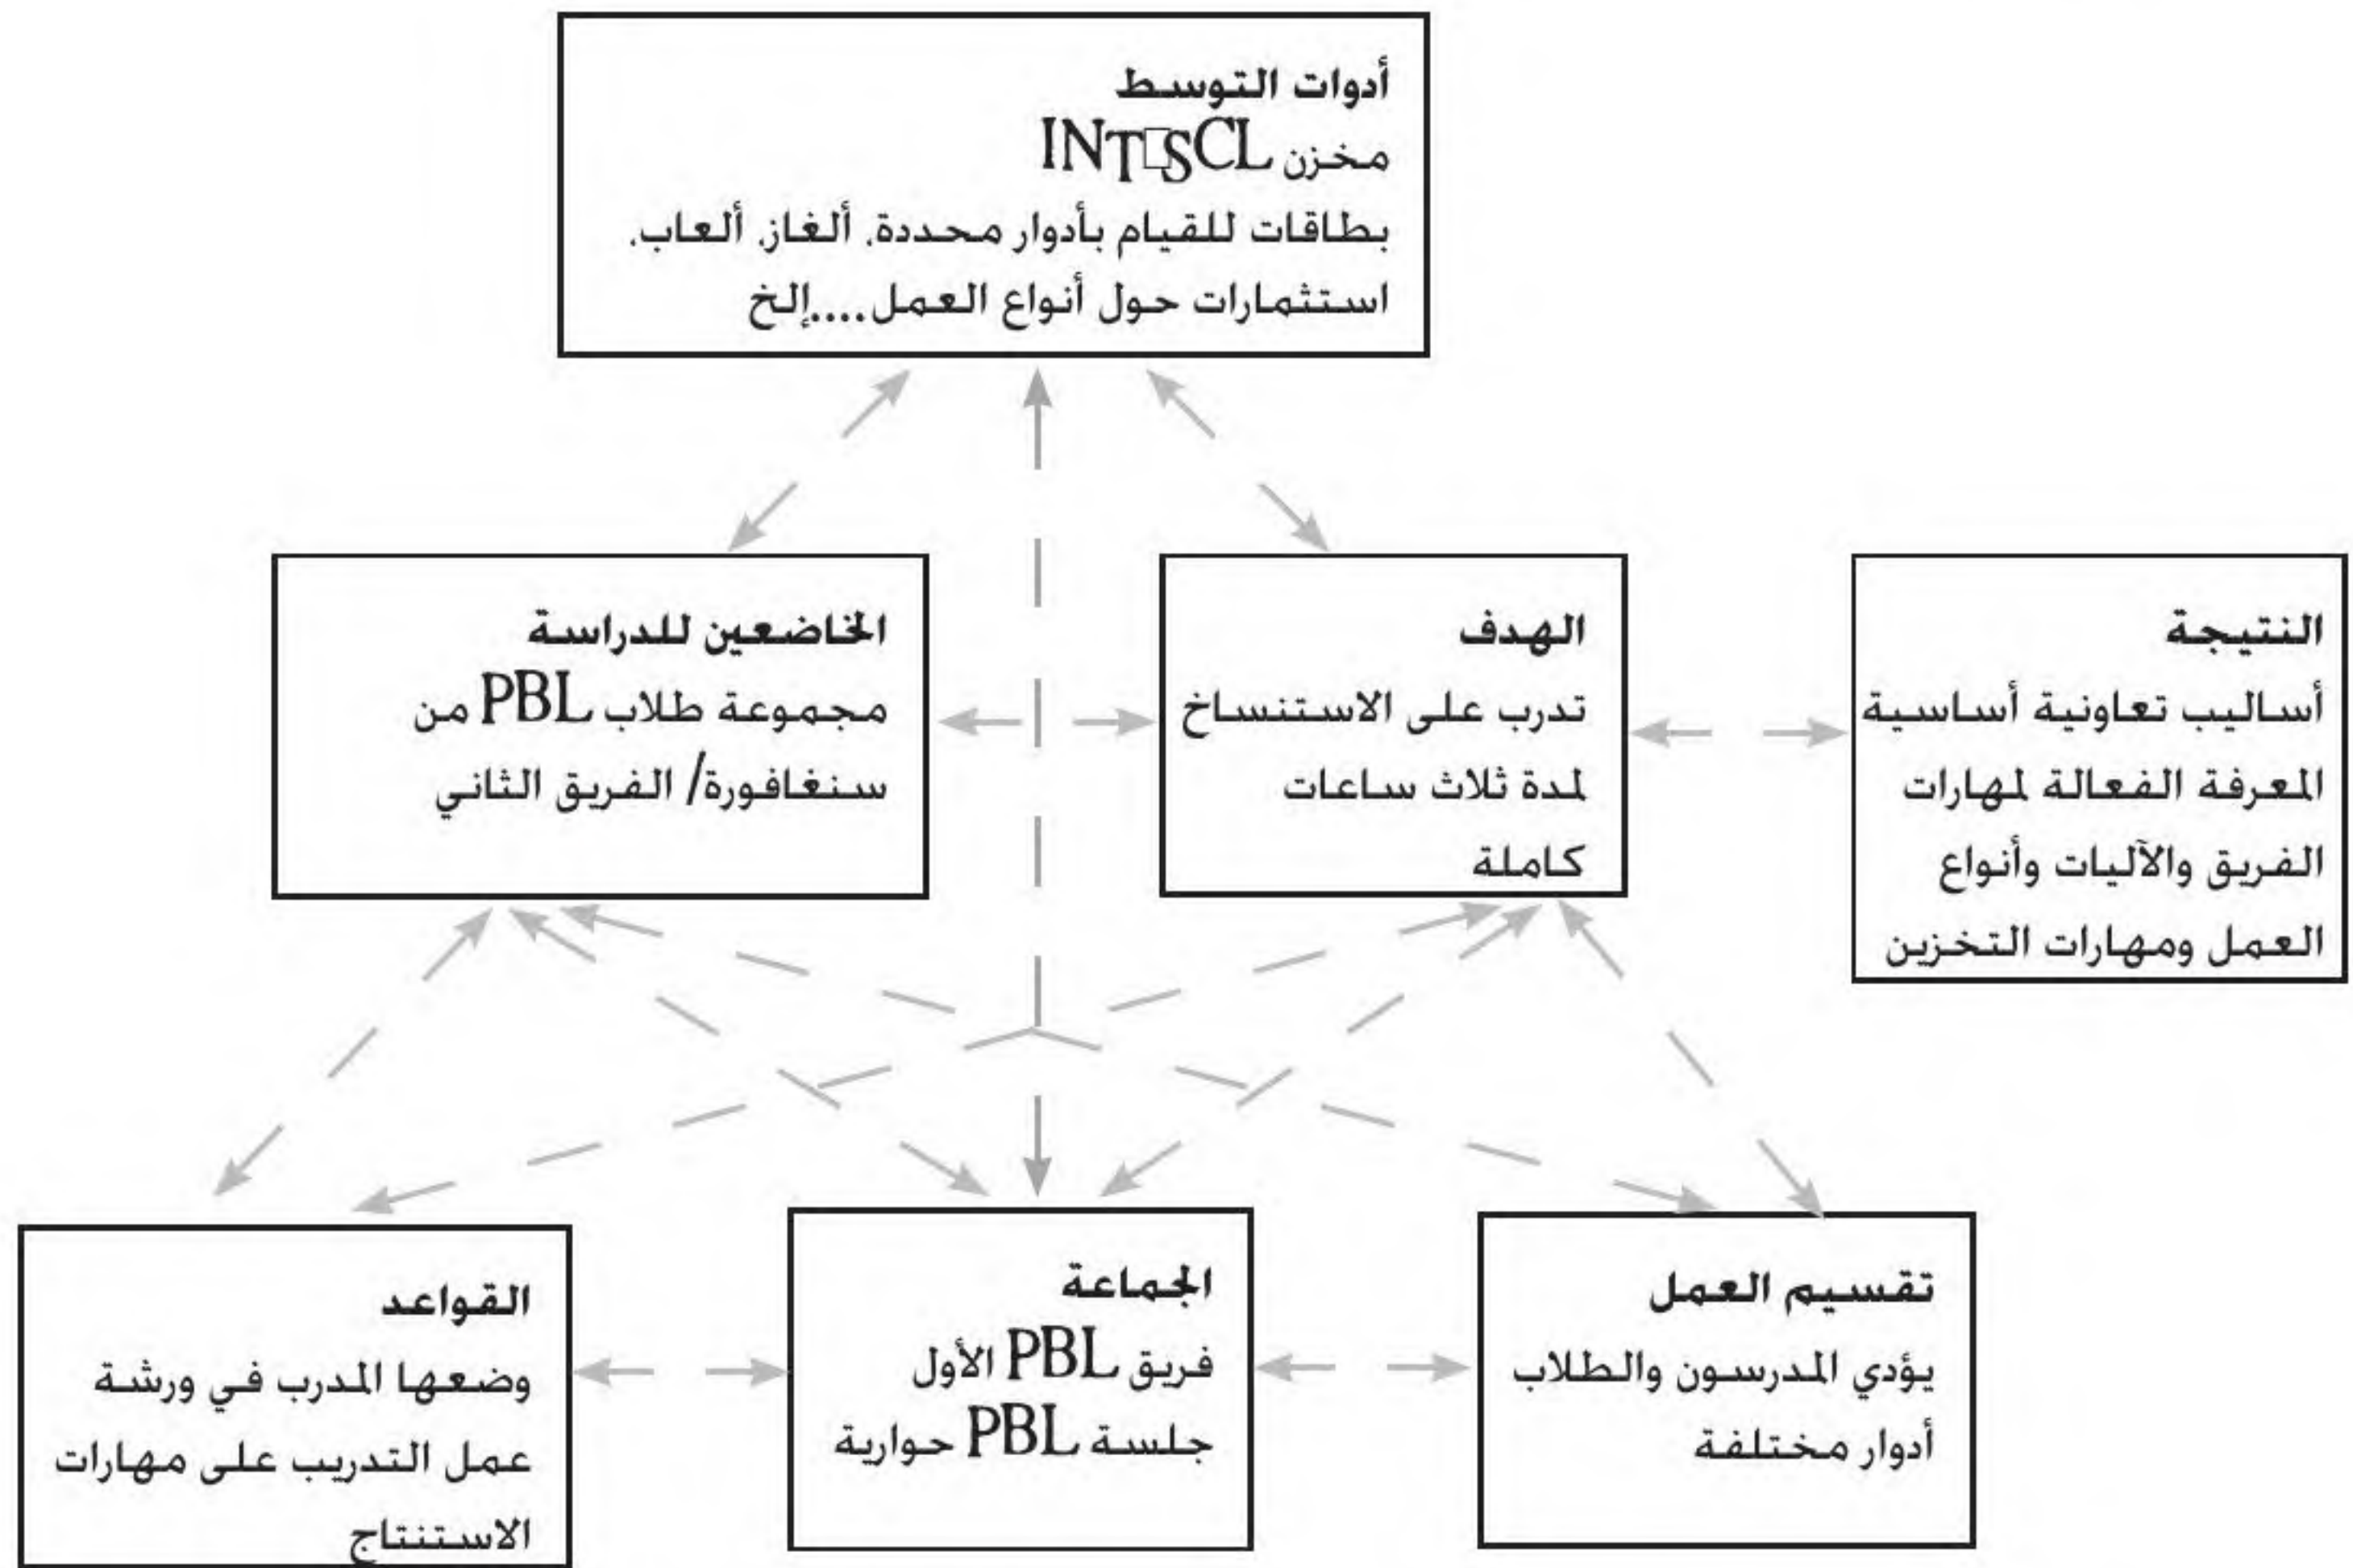 أدوات التوسط
مخزن INT□SCL
بطاقات للقيام بأدوار محددة، ألغاز، ألعاب،
استثمارات حول أنواع العمل....إلخ
الخاضعين للدراسة
مجموعة طلاب PBL من
سنغافورة/ الفريق الثاني
الهدف
تدرب على الاستنساخ
لمدة ثلاث ساعات
كاملة
النتيجة
أساليب تعاونية أساسية
المعرفة الفعالة لمهارات
الفريق والآليات وأنواع
العمل ومهارات التخزين
القواعد
وضعها المدرب في ورشة
عمل التدريب على مهارات
الاستنتاج
الجماعة
فريق PBL الأول
جلسة PBL حوارية
تقسيم العمل
يؤدي المدرسون والطلاب
أدوار مختلفة